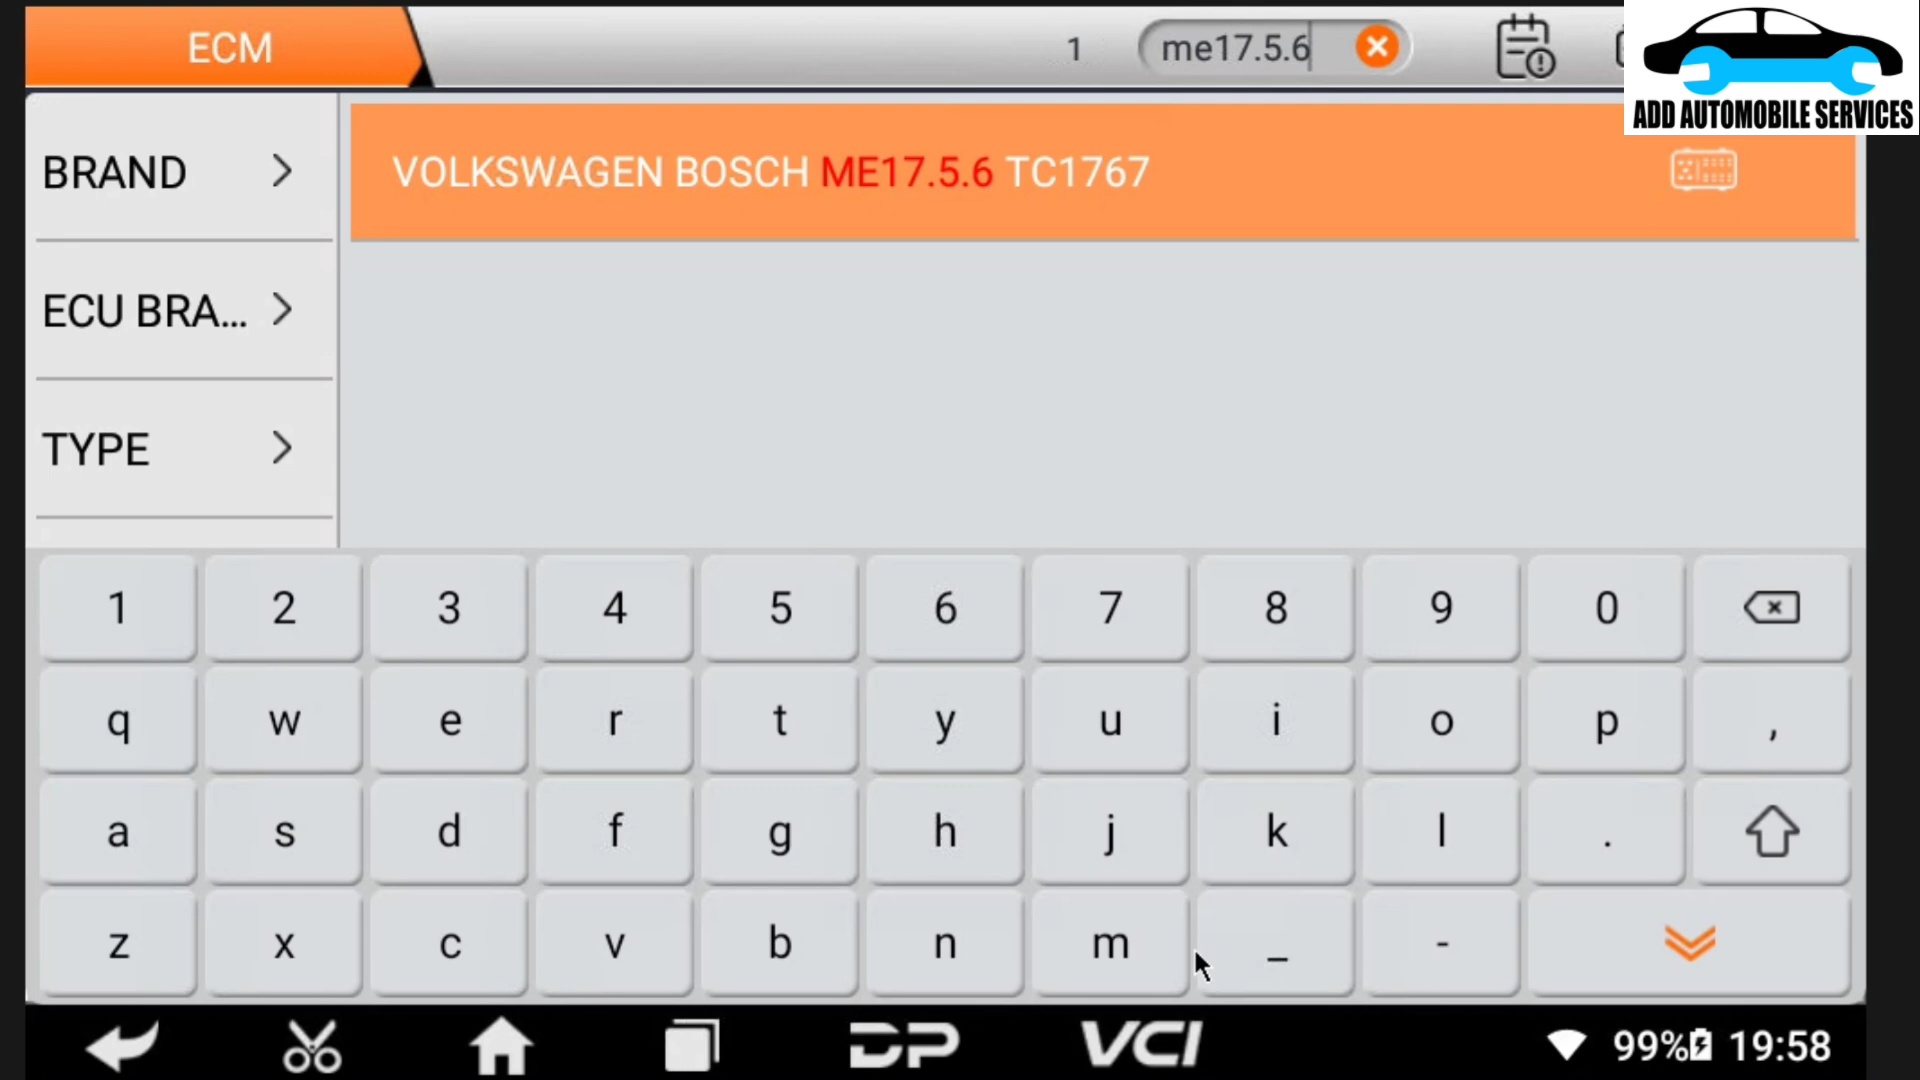 ECM
1
me17.5.6
ADD AUTOMOBILE SERVICES
BRAND
VOLKSWAGEN BOSCH ME17.5.6 TC1767
ECU BRA...
TYPE
1 2 3 4 5 6 7 8 9 0
q w e r t y u i o p ,
a s d f g h j k l .
z x c v b n m _ -
DP VCI 99% 19:58